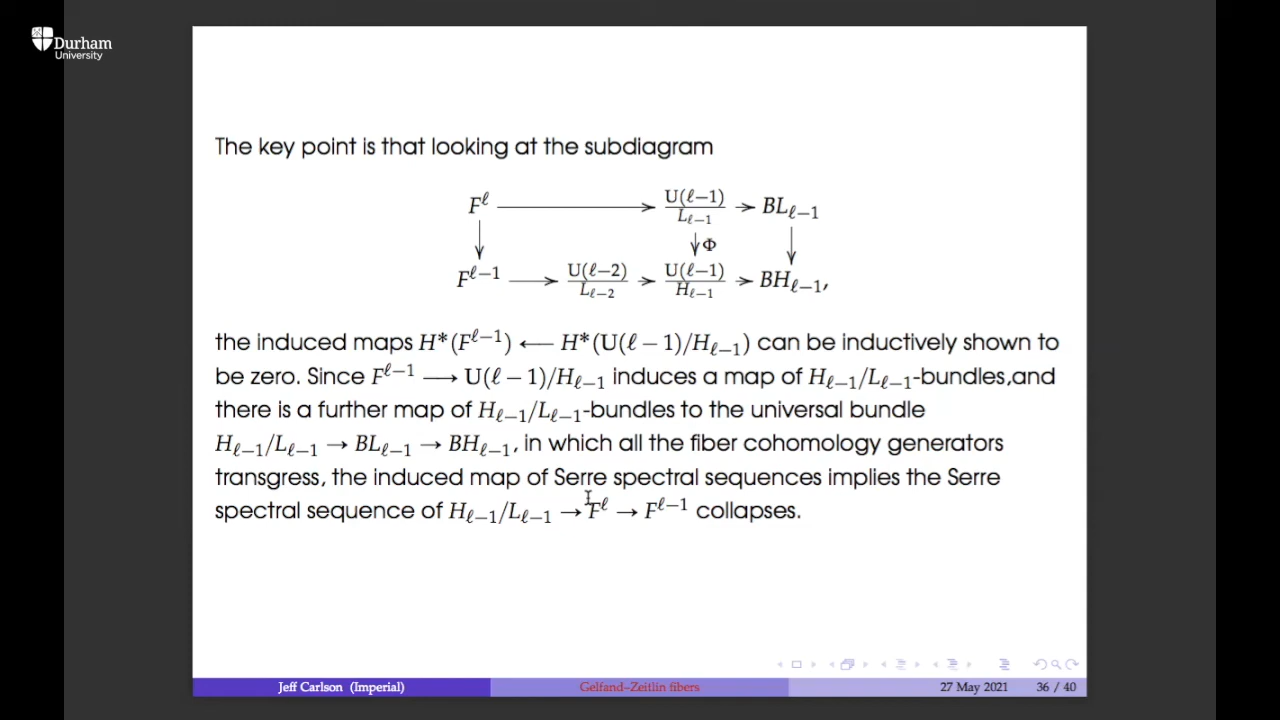 Durham
University
The key point is that looking at the subdiagram
F^ℓ → U(ℓ−1)/L_{ℓ−1} → BL_{ℓ−1}
↓ ↓Φ ↓
F^{ℓ−1} → U(ℓ−2)/L_{ℓ−2} → U(ℓ−1)/H_{ℓ−1} → BH_{ℓ−1},
the induced maps H*(F^{ℓ−1}) ⟵ H*(U(ℓ − 1)/H_{ℓ−1}) can be inductively shown to
be zero. Since F^{ℓ−1} ⟶ U(ℓ − 1)/H_{ℓ−1} induces a map of H_{ℓ−1}/L_{ℓ−1}-bundles,and
there is a further map of H_{ℓ−1}/L_{ℓ−1}-bundles to the universal bundle
H_{ℓ−1}/L_{ℓ−1} → BL_{ℓ−1} → BH_{ℓ−1}, in which all the fiber cohomology generators
transgress, the induced map of Serre spectral sequences implies the Serre
spectral sequence of H_{ℓ−1}/L_{ℓ−1} → F^ℓ → F^{ℓ−1} collapses.
Jeff Carlson (Imperial) Gelfand–Zeitlin fibers 27 May 2021 36 / 40